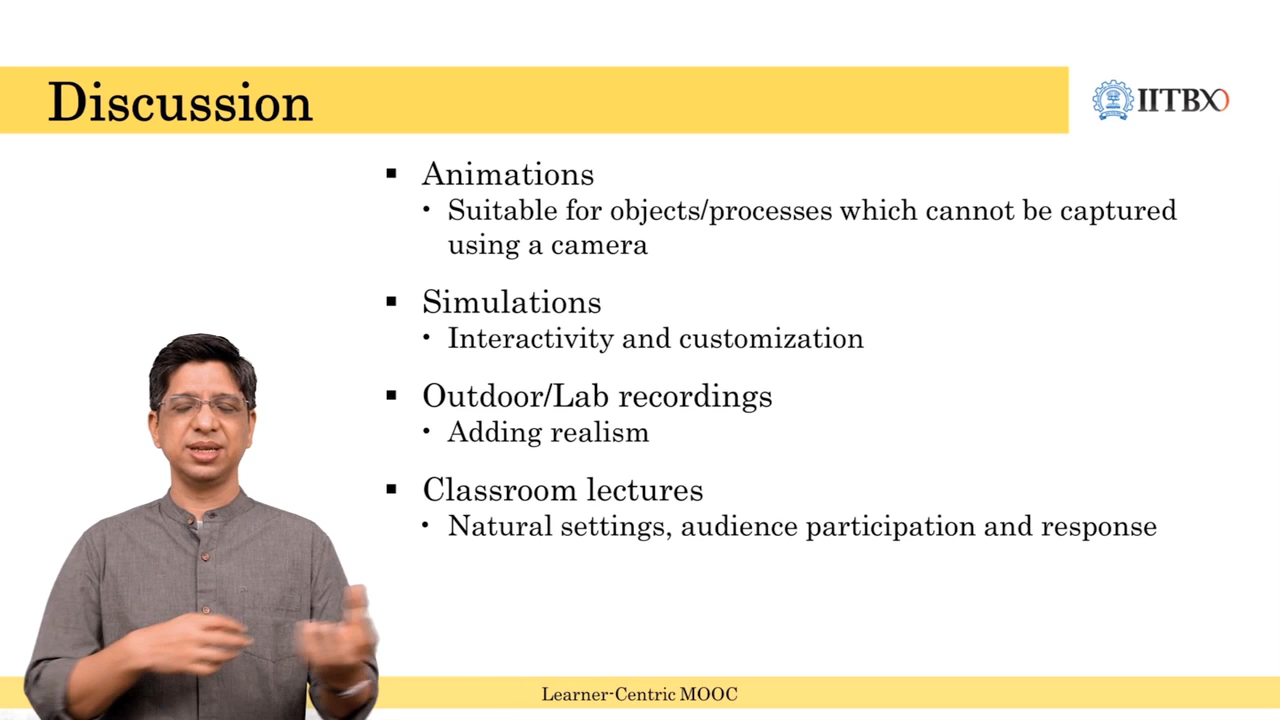 Discussion
IITBX
▪ Animations
• Suitable for objects/processes which cannot be captured
using a camera
▪ Simulations
• Interactivity and customization
▪ Outdoor/Lab recordings
• Adding realism
▪ Classroom lectures
• Natural settings, audience participation and response
Learner-Centric MOOC